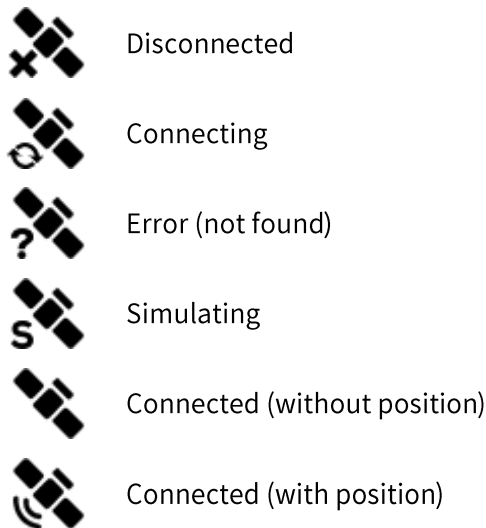 Disconnected
Connecting
? Error (not found)
S Simulating
Connected (without position)
Connected (with position)